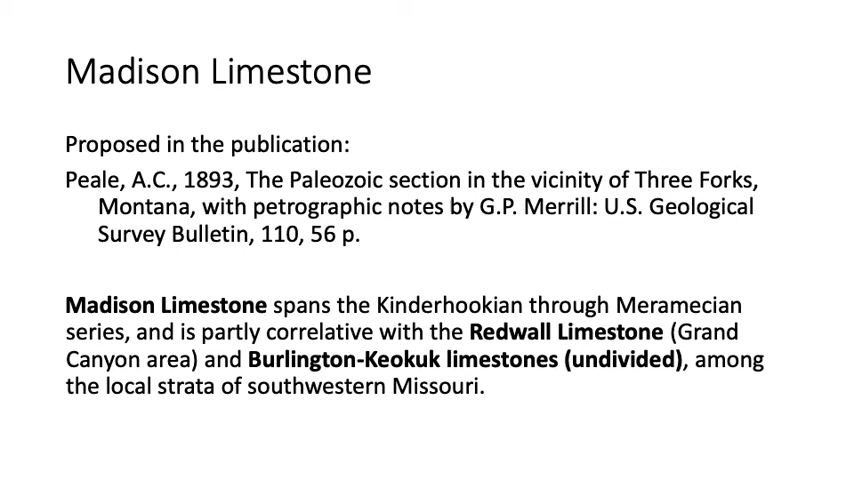 Madison Limestone
Proposed in the publication:
Peale, A.C., 1893, The Paleozoic section in the vicinity of Three Forks,
Montana, with petrographic notes by G.P. Merrill: U.S. Geological
Survey Bulletin, 110, 56 p.
Madison Limestone spans the Kinderhookian through Meramecian
series, and is partly correlative with the Redwall Limestone (Grand
Canyon area) and Burlington-Keokuk limestones (undivided), among
the local strata of southwestern Missouri.